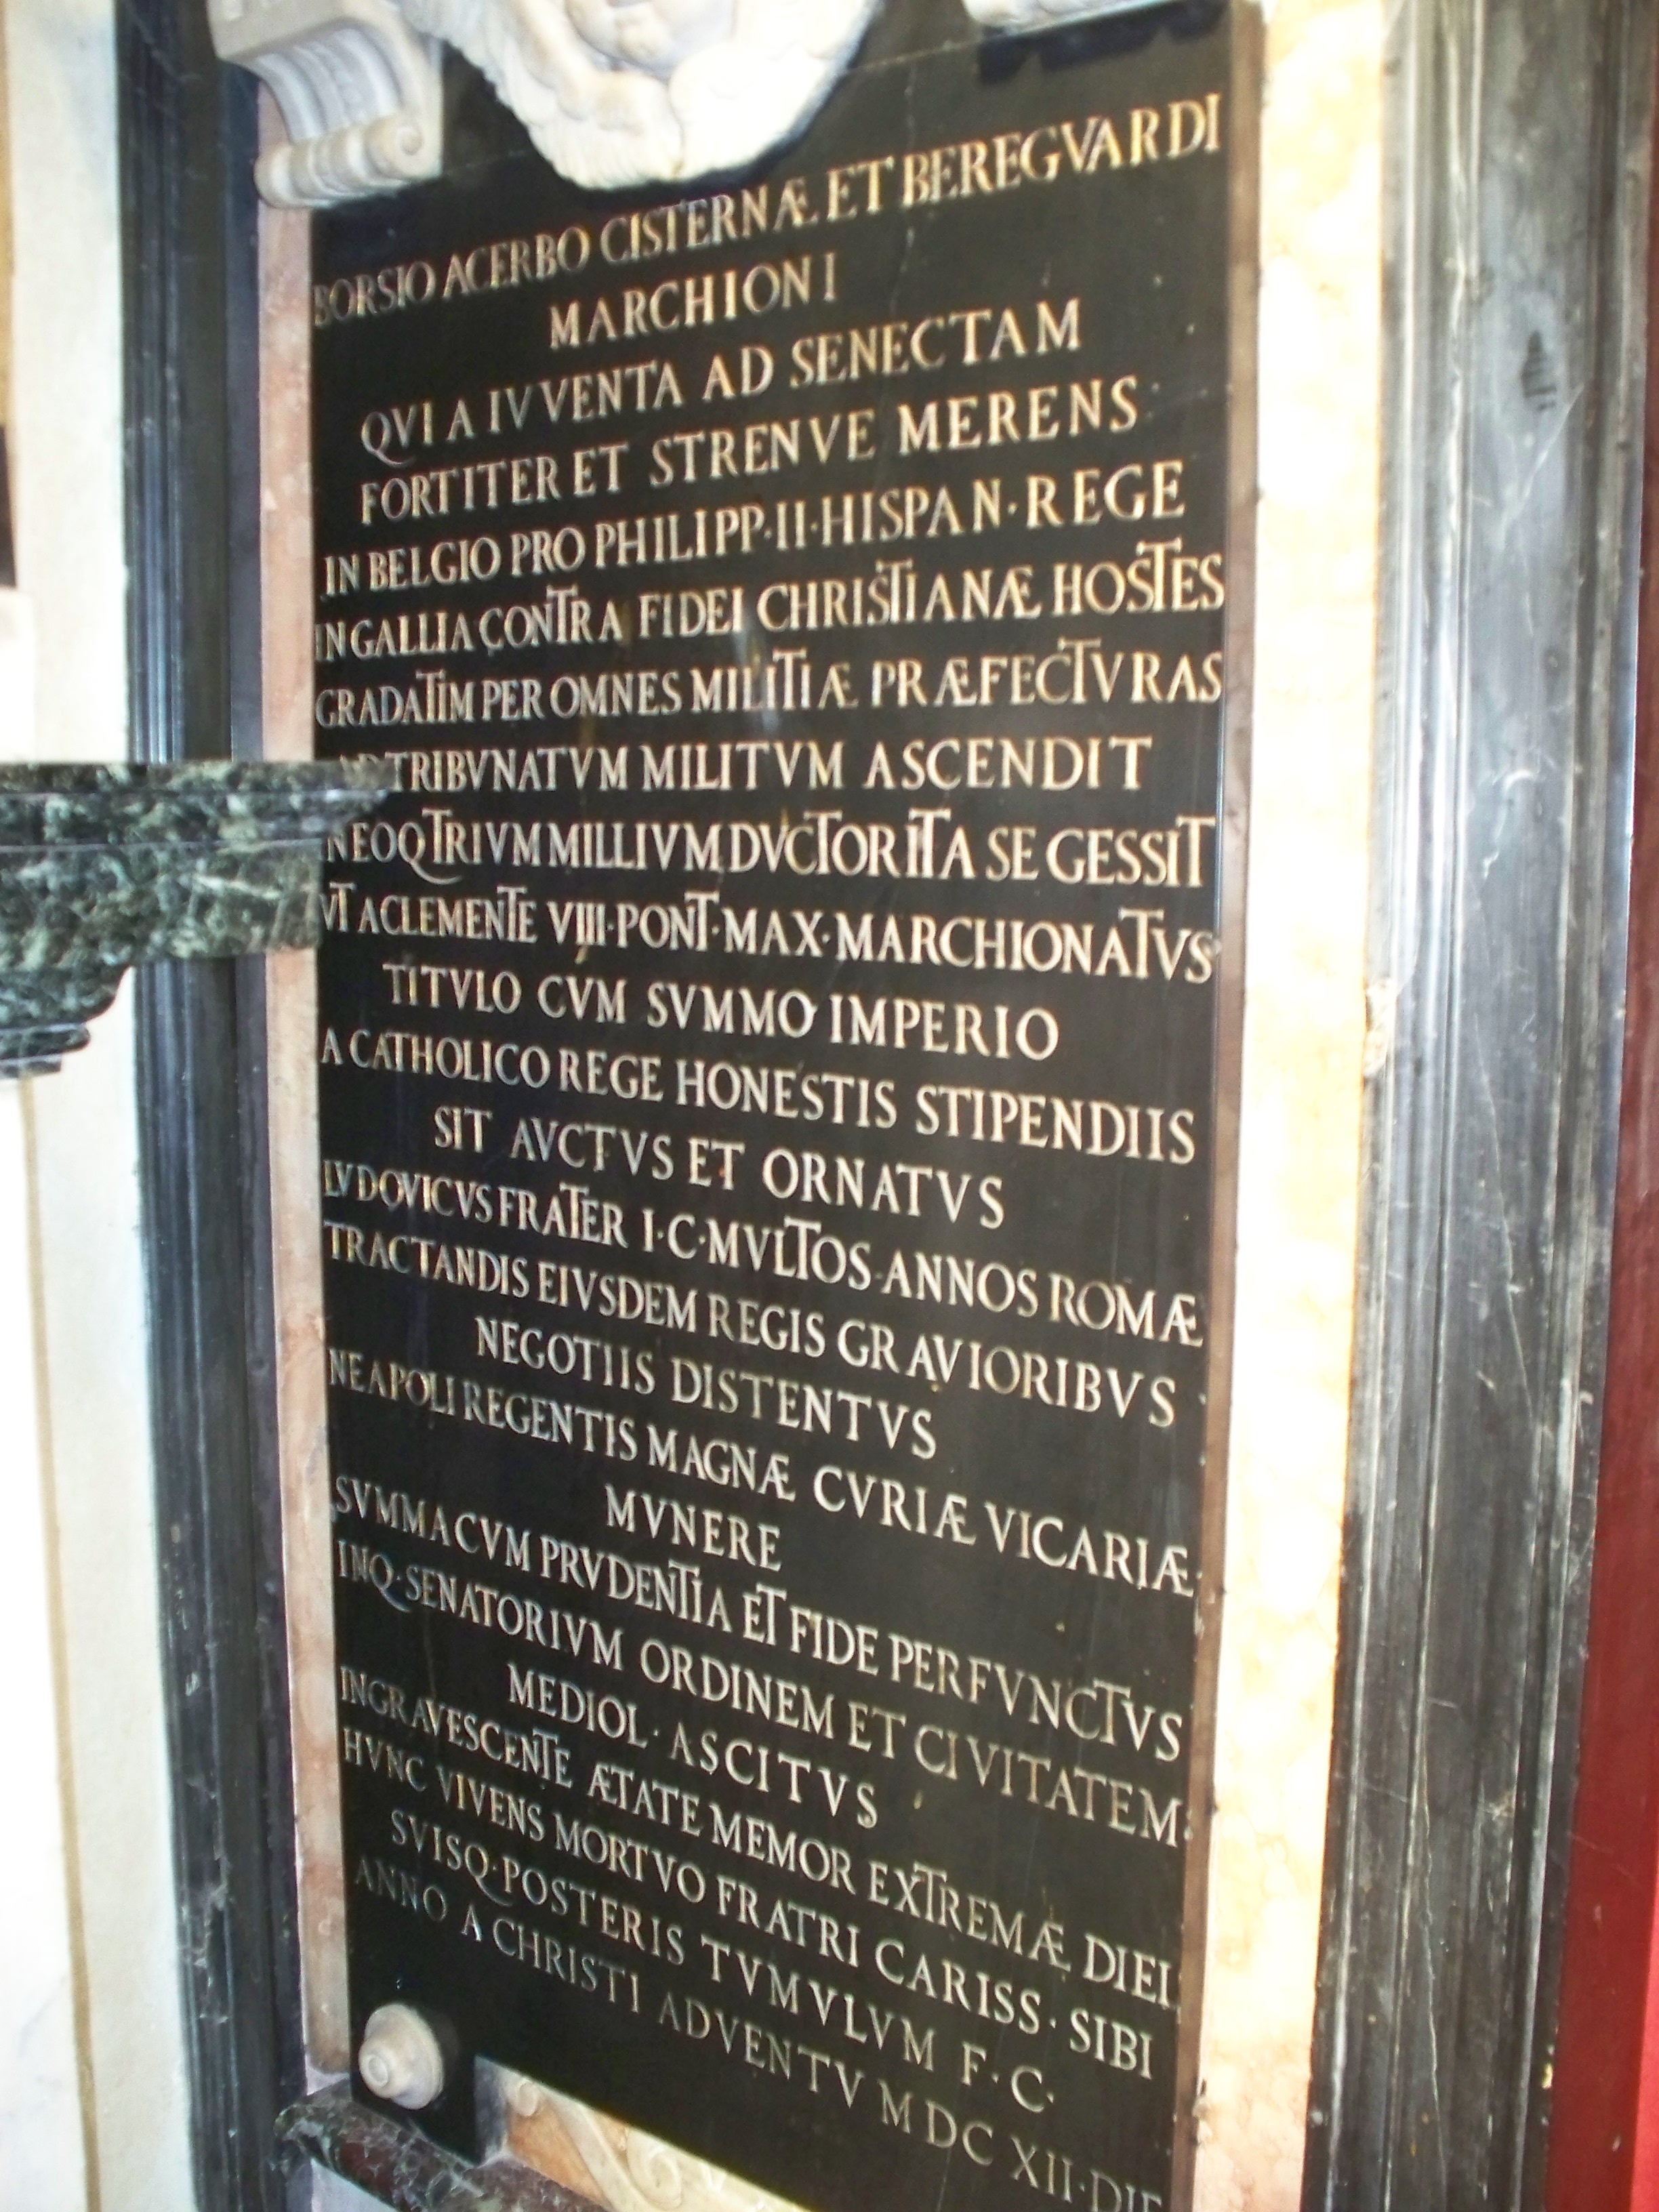 BORSIO ACERBO CISTERNÆ ET BEREGVARDI
MARCHIONI
QVI A IVVENTA AD SENECTAM
FORTITER ET STRENVE MERENS
IN BELGIO PRO PHILIPP·II·HISPAN·REGE
IN GALLIA CONTRA FIDEI CHRISTIANÆ HOSTES
GRADATIM PER OMNES MILITIÆ PRÆFECTVRAS
AD TRIBVNATVM MILITVM ASCENDIT
NEOQ TRIVM MILLIVM DVCTOR ITA SE GESSIT
VT A CLEMENTE VIII·PONT·MAX·MARCHIONATVS
TITVLO CVM SVMMO IMPERIO
A CATHOLICO REGE HONESTIS STIPENDIIS
SIT AVCTVS ET ORNATVS
LVDOVICVS FRATER I·C·MVLTOS ANNOS ROMÆ
TRACTANDIS EIVSDEM REGIS GRAVIORIBVS
NEGOTIIS DISTENTVS
NEAPOLI REGENTIS MAGNÆ CVRIÆ VICARIÆ
MVNERE
SVMMA CVM PRVDENTIA ET FIDE PERFVNCTVS
INQ·SENATORIVM ORDINEM ET CIVITATEM
MEDIOL·ASCITVS
INGRAVESCENTE ÆTATE MEMOR EXTREMÆ DIEI
HVNC VIVENS MORTVO FRATRI CARISS·SIBI
SVISQ·POSTERIS TVMVLVM F·C·
ANNO A CHRISTI ADVENTV MDCXII·DIE